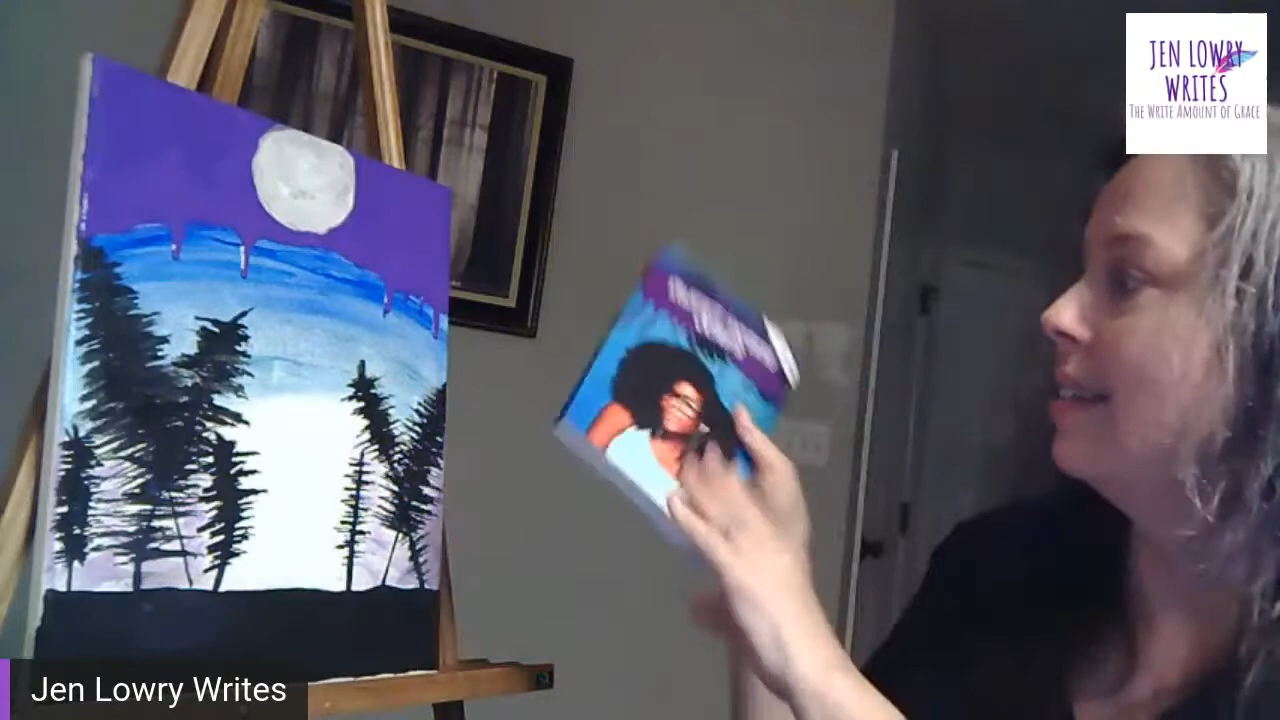 JEN LOWRY
WRITES
THE WRITE AMOUNT OF GRACE
Jen Lowry Writes